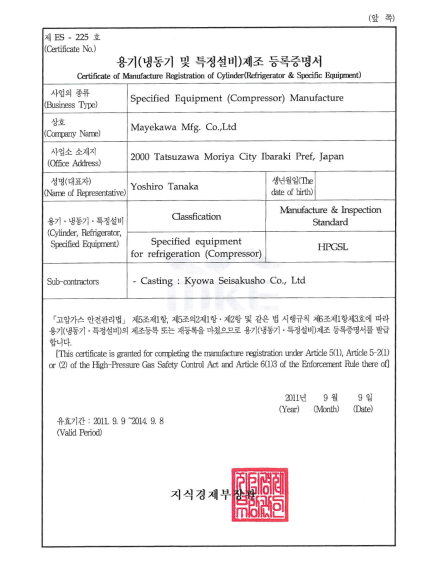 (앞 쪽)
제 ES - 225 호
(Certificate No.)
용기(냉동기 및 특정설비)제조 등록증명서
Certificate of Manufacture Registration of Cylinder(Refrigerator & Specific Equipment)
사업의 종류
(Business Type)
Specified Equipment (Compressor) Manufacture
상호
(Company Name)
Mayekawa Mfg. Co.,Ltd
사업소 소재지
(Office Address)
2000 Tatsuzawa Moriya City Ibaraki Pref, Japan
성명(대표자)
(Name of Representative)
Yoshiro Tanaka
생년월일(The
date of birth)
용기·냉동기·특정설비
(Cylinder, Refrigerator,
Specified Equipment)
Classfication
Manufacture & Inspection
Standard
Specified equipment
for refrigeration (Compressor)
HPGSL
Sub-contractors
- Casting : Kyowa Seisakusho Co., Ltd
MKE
「고압가스 안전관리법」 제5조제1항, 제5조의2제1항·제2항 및 같은 법 시행규칙 제6조제1항제3호에 따라
용기(냉동기·특정설비)의 제조등록 또는 재등록을 마쳤으므로 용기(냉동기·특정설비)제조 등록증명서를 발급
합니다.
[This certificate is granted for completing the manufacture registration under Article 5(1), Article 5-2(1)
or (2) of the High-Pressure Gas Safety Control Act and Article 6(1)3 of the Enforcement Rule there of]
2011년 9 월 9 일
(Year) (Month) (Date)
유효기간 : 2011. 9. 9 ~2014. 9. 8
(Valid Period)
지식경제부장관